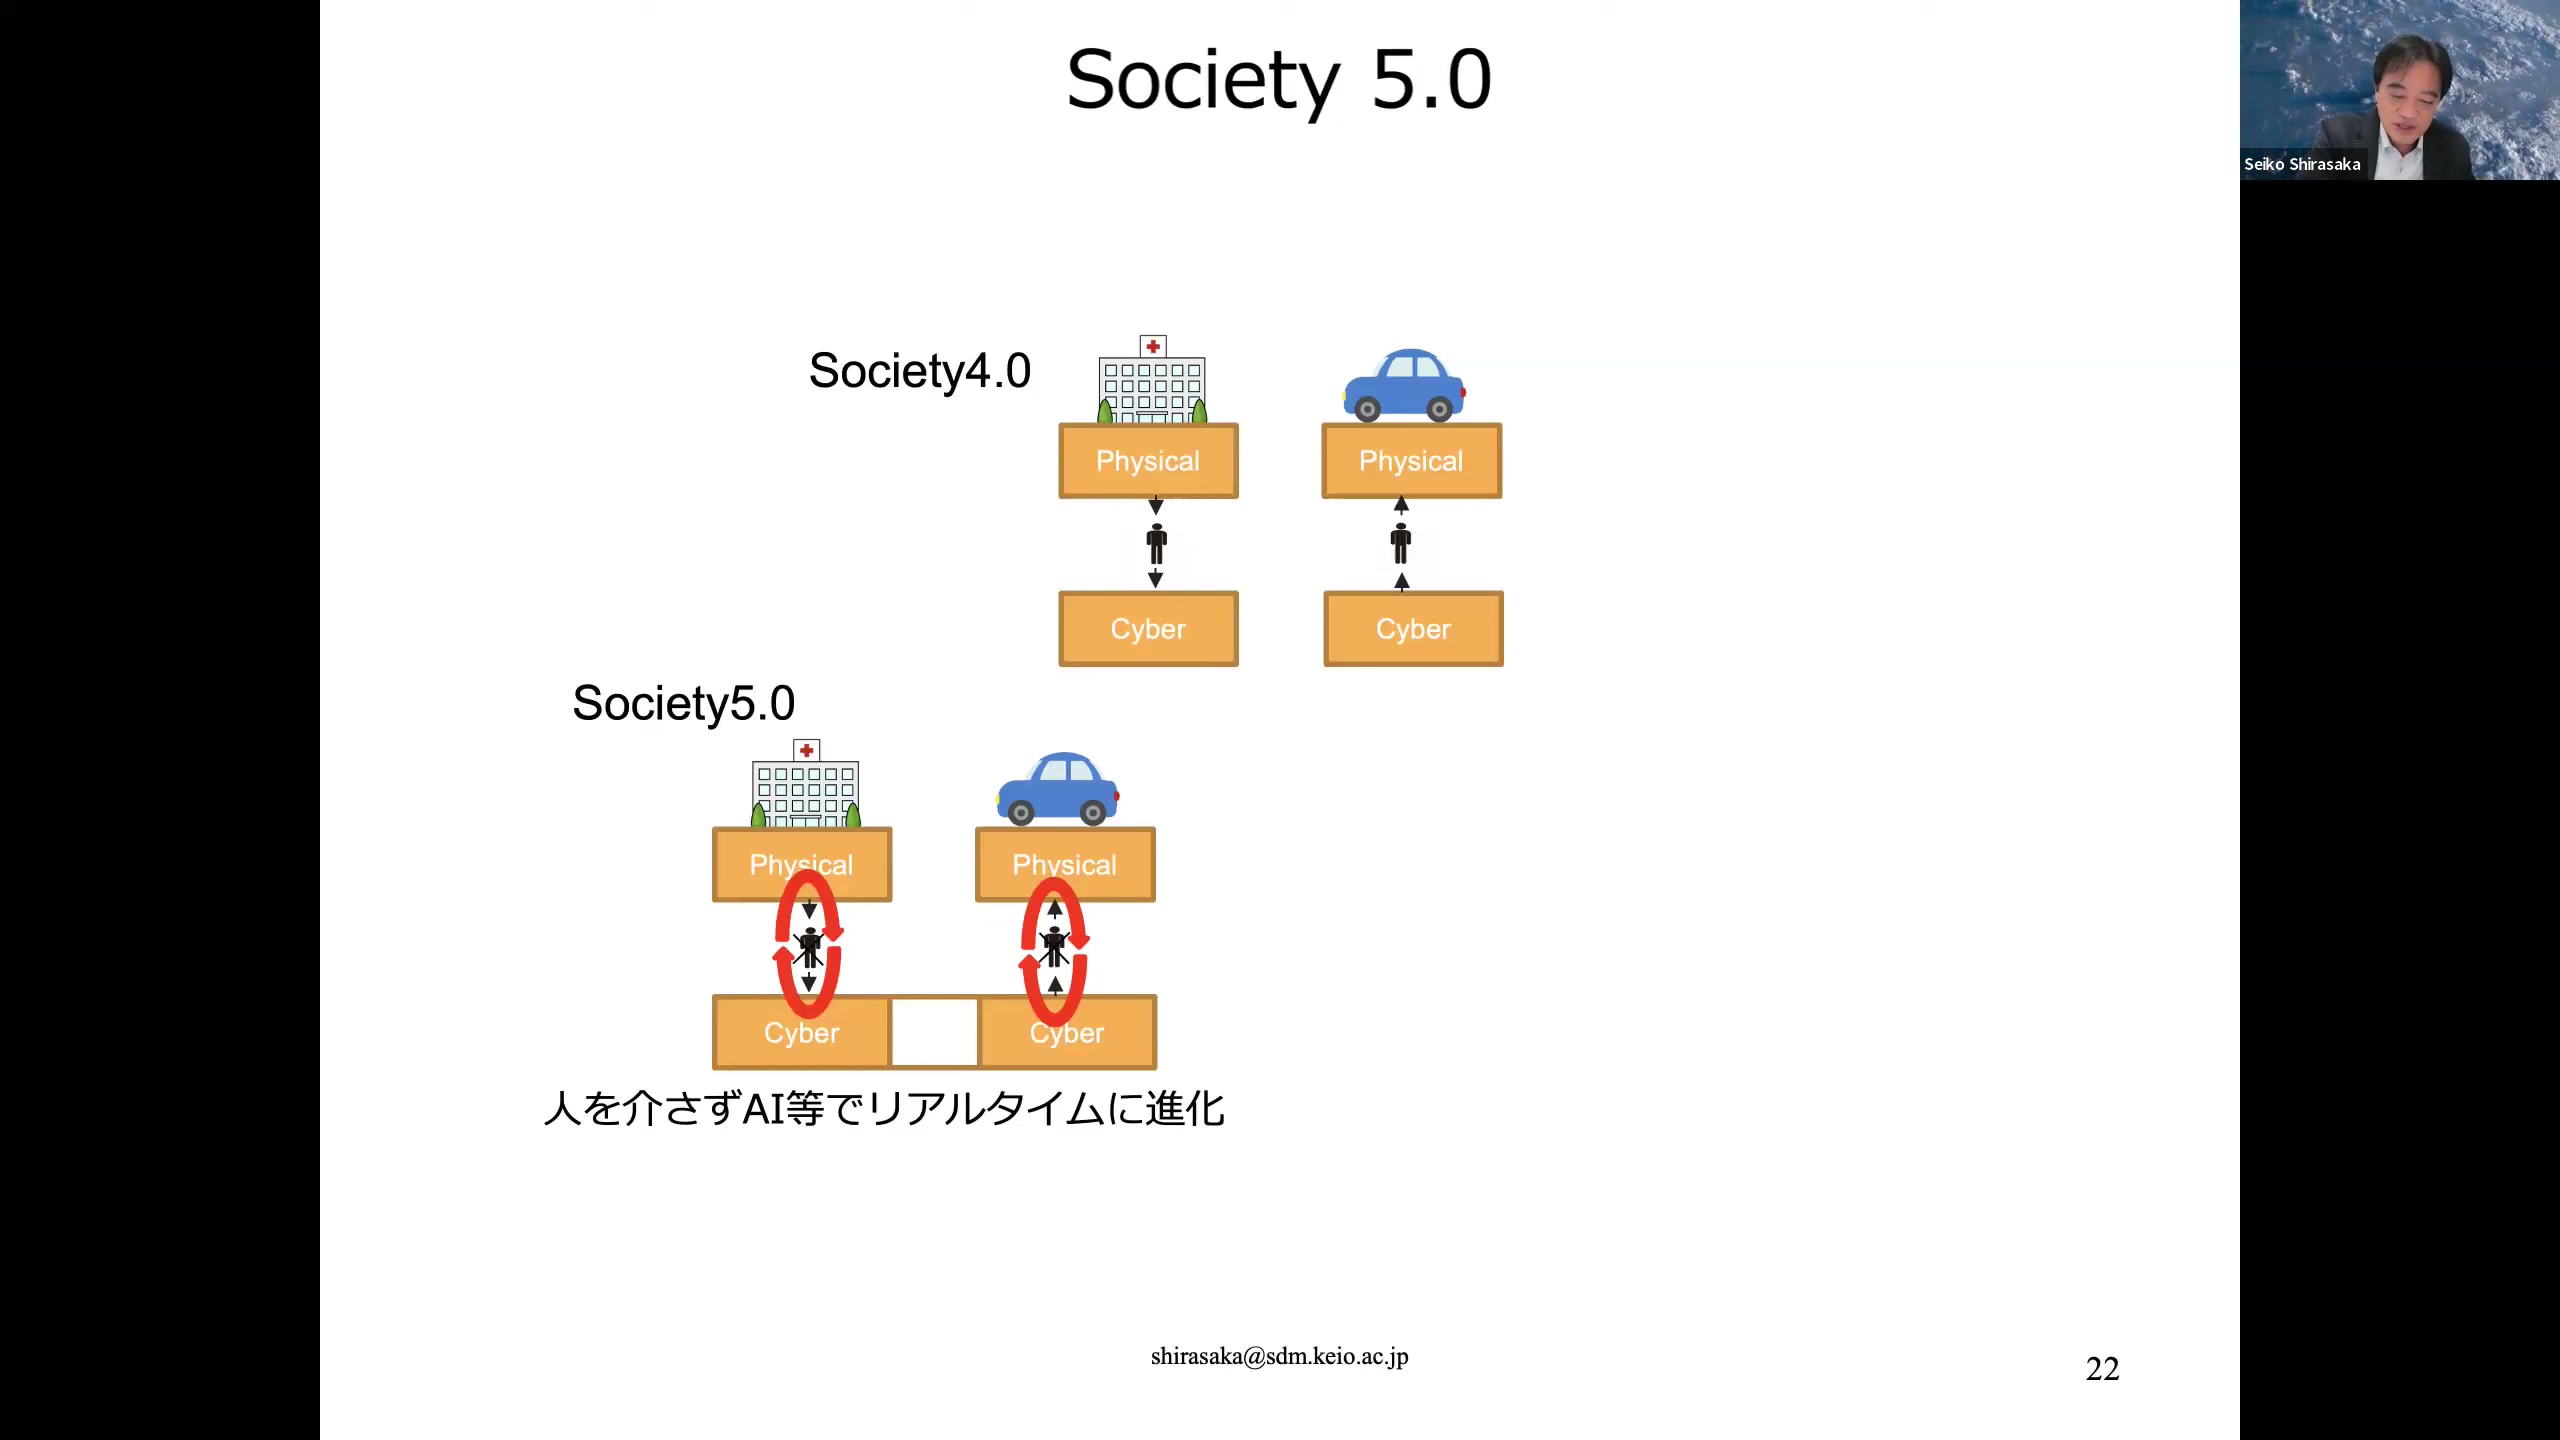 Society 5.0
Seiko Shirasaka
Society4.0
Physical
Physical
Cyber
Cyber
Society5.0
Physical
Physical
Cyber
Cyber
人を介さずAI等でリアルタイムに進化
shirasaka@sdm.keio.ac.jp
22